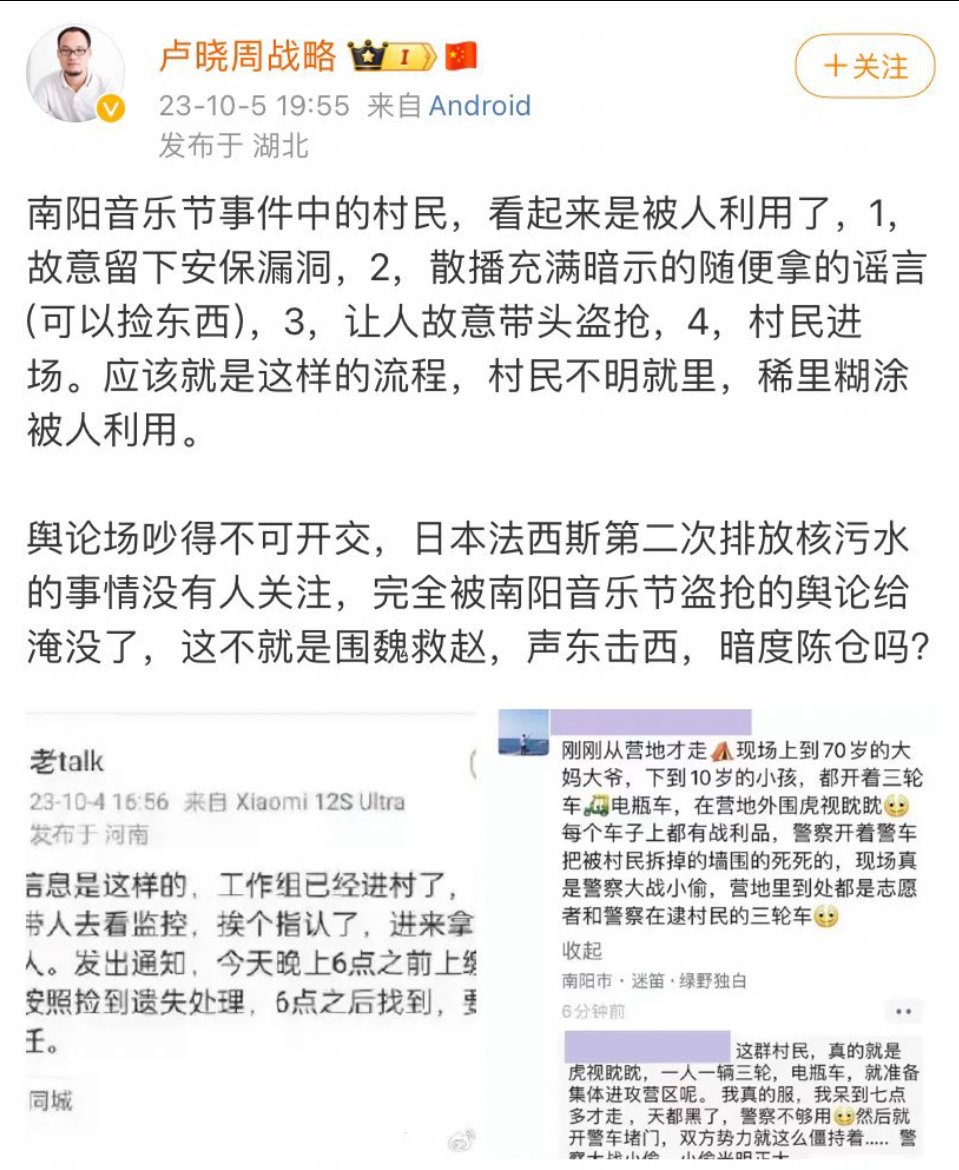 卢晓周战略 I
+关注
23-10-5 19:55 来自 Android
发布于 湖北
南阳音乐节事件中的村民，看起来是被人利用了，1，
故意留下安保漏洞，2，散播充满暗示的随便拿的谣言
(可以捡东西)，3，让人故意带头盗抢，4，村民进
场。应该就是这样的流程，村民不明就里，稀里糊涂
被人利用。
舆论场吵得不可开交，日本法西斯第二次排放核污水
的事情没有人关注，完全被南阳音乐节盗抢的舆论给
淹没了，这不就是围魏救赵，声东击西，暗度陈仓吗?
老talk
23-10-4 16:56 来自 Xiaomi 12S Ultra
发布于 河南
信息是这样的，工作组已经进村了，
带人去看监控，挨个指认了，进来拿
人。发出通知，今天晚上6点之前上缴
按照捡到遗失处理，6点之后找到，要
任。
同城
刚刚从营地才走⛺现场上到70岁的大
妈大爷，下到10岁的小孩，都开着三轮
车🛺电瓶车，在营地外围虎视眈眈
每个车子上都有战利品，警察开着警车
把被村民拆掉的墙围的死死的，现场真
是警察大战小偷，营地里到处都是志愿
者和警察在逮村民的三轮车
收起
南阳市·迷笛·绿野独白
6分钟前
这群村民，真的就是
虎视眈眈，一人一辆三轮，电瓶车，就准备
集体进攻营区呢。我真的服，我呆到七点
多才走，天都黑了，警察不够用然后就
开警车堵门，双方势力就这么僵持着..... 警
察大战小偷，小偷光明正大